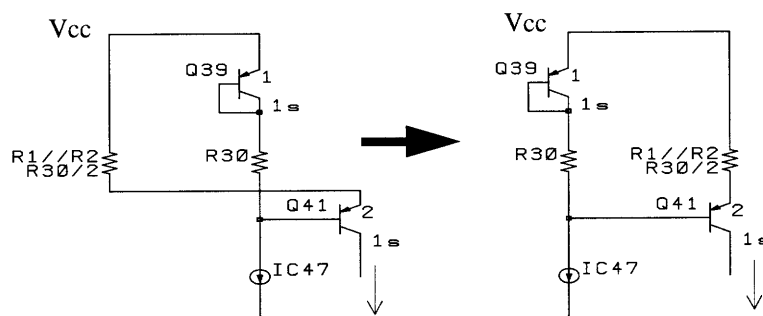 Vcc
Q39
1
1s
R1//R2
R30/2
R30
Q41
2
1s
IC47
Vcc
Q39
1
1s
R30
R1//R2
R30/2
Q41
2
1s
IC47